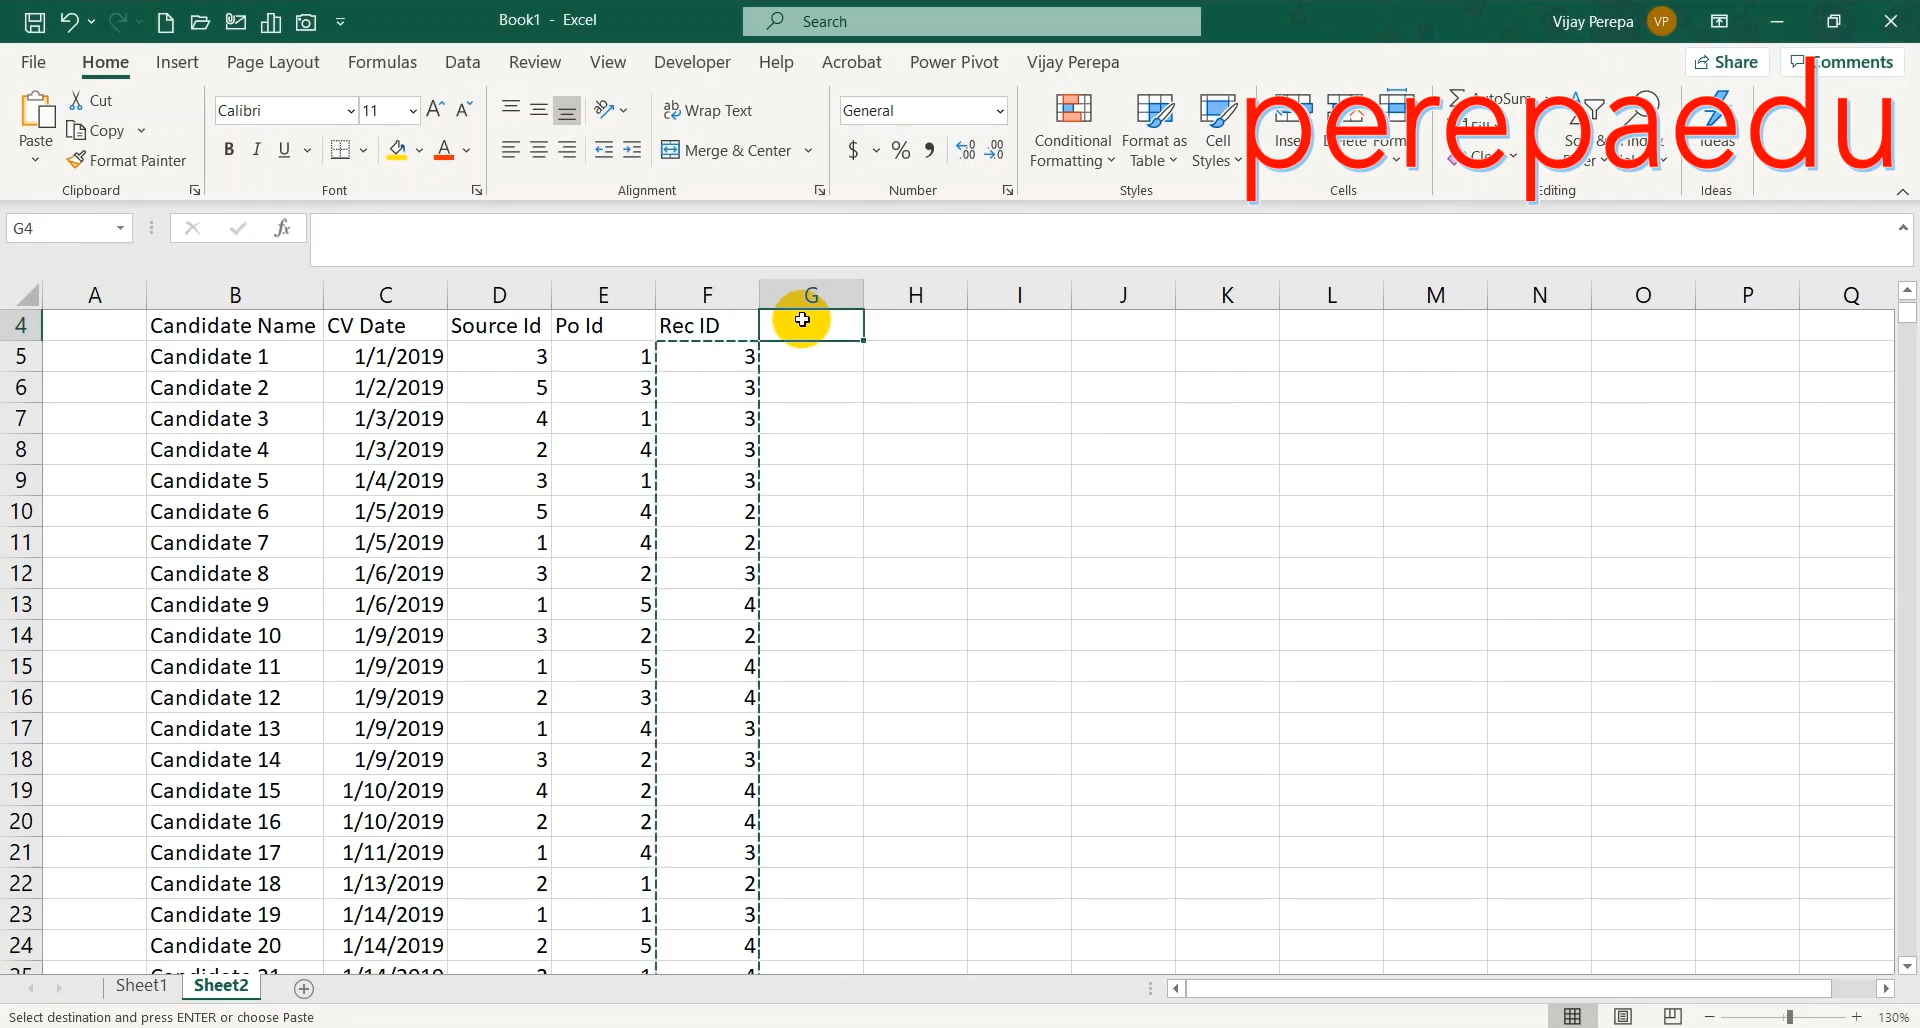 Book1 - Excel
Search
Vijay Perepa VP
File Home Insert Page Layout Formulas Data Review View Developer Help Acrobat Power Pivot Vijay Perepa Share Comments
perepaedu
Paste
Cut
Copy
Format Painter
Clipboard
Calibri 11
B I U
Font
Wrap Text
Merge & Center
Alignment
General
$ %
Number
Conditional Formatting
Format as Table
Cell Styles
Styles
Cells
AutoSum
Editing
Ideas
Ideas
G4 fx
A B C D E F G H I J K L M N O P Q
4 Candidate Name CV Date Source Id Po Id Rec ID
5 Candidate 1 1/1/2019 3 1 3
6 Candidate 2 1/2/2019 5 3 3
7 Candidate 3 1/3/2019 4 1 3
8 Candidate 4 1/3/2019 2 4 3
9 Candidate 5 1/4/2019 3 1 3
10 Candidate 6 1/5/2019 5 4 2
11 Candidate 7 1/5/2019 1 4 2
12 Candidate 8 1/6/2019 3 2 3
13 Candidate 9 1/6/2019 1 5 4
14 Candidate 10 1/9/2019 3 2 2
15 Candidate 11 1/9/2019 1 5 4
16 Candidate 12 1/9/2019 2 3 4
17 Candidate 13 1/9/2019 1 4 3
18 Candidate 14 1/9/2019 3 2 3
19 Candidate 15 1/10/2019 4 2 4
20 Candidate 16 1/10/2019 2 2 4
21 Candidate 17 1/11/2019 1 4 3
22 Candidate 18 1/13/2019 2 1 2
23 Candidate 19 1/14/2019 1 1 3
24 Candidate 20 1/14/2019 2 5 4
Sheet1 Sheet2
Select destination and press ENTER or choose Paste
130%